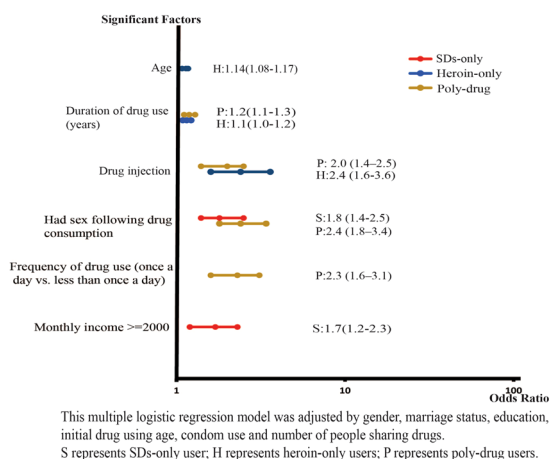 Significant Factors
SDs-only
Heroin-only
Poly-drug
Age
H:1.14(1.08-1.17)
Duration of drug use
(years)
P:1.2(1.1-1.3)
H:1.1(1.0-1.2)
Drug injection
P: 2.0 (1.4–2.5)
H:2.4 (1.6-3.6)
Had sex following drug
consumption
S:1.8 (1.4-2.5)
P:2.4 (1.8–3.4)
Frequency of drug use (once a
day vs. less than once a day)
P:2.3 (1.6–3.1)
Monthly income >=2000
S:1.7(1.2-2.3)
1
10
100
Odds Ratio
This multiple logistic regression model was adjusted by gender, marriage status, education,
initial drug using age, condom use and number of people sharing drugs.
S represents SDs-only user; H represents heroin-only users; P represents poly-drug users.